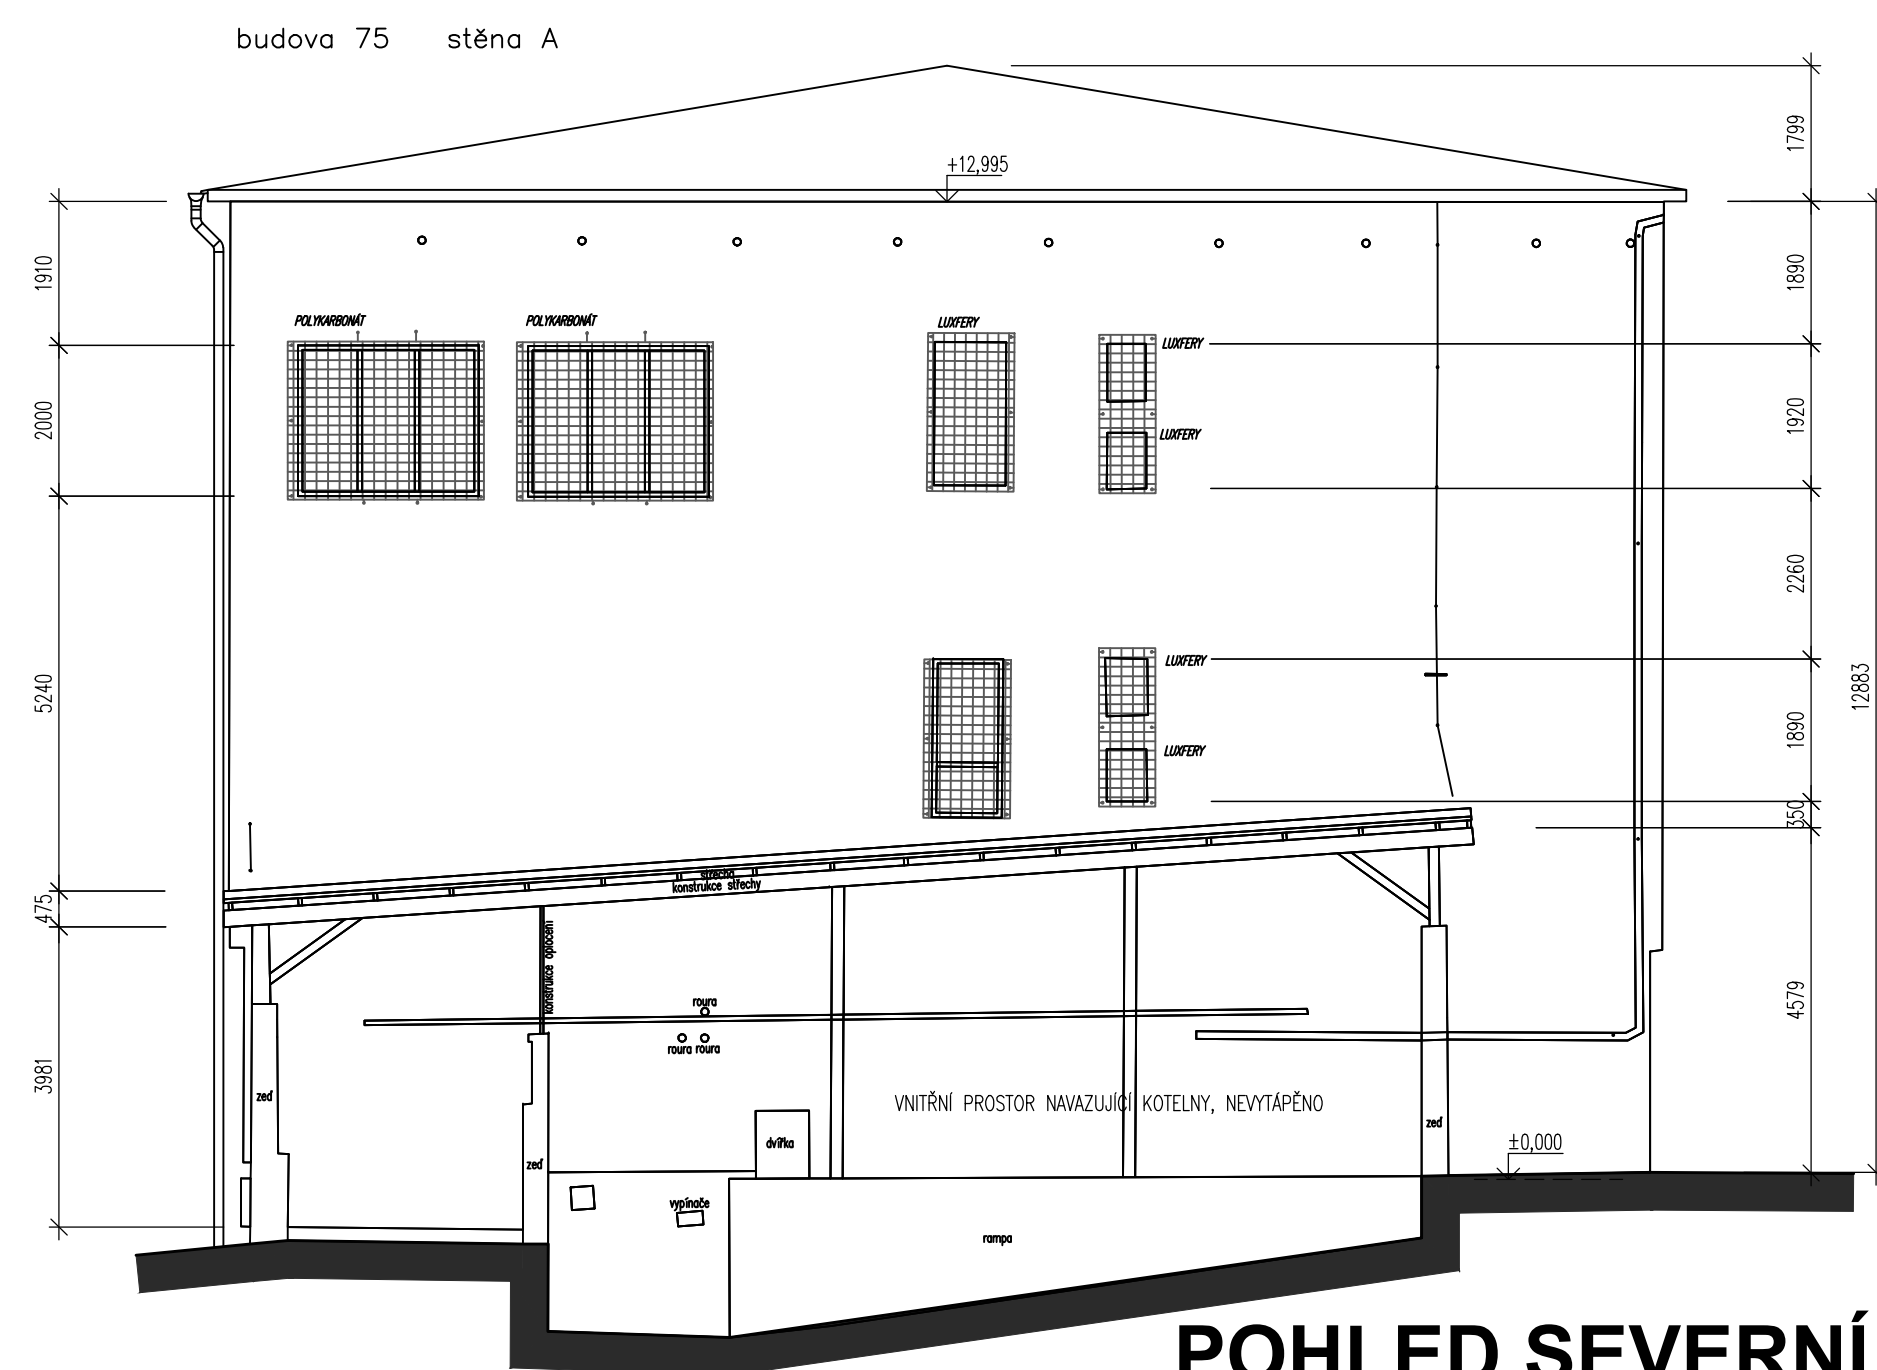 budova 75 stěna A
1799
+12,995
1910
1890
POLYKARBONÁT
POLYKARBONÁT
LUXFERY
LUXFERY
2000
1920
LUXFERY
2260
LUXFERY
5240
12883
1890
LUXFERY
350
střecha
konstrukce střechy
475
konstrukce oplocení
roura
4579
roura roura
3981
zeď
VNITŘNÍ PROSTOR NAVAZUJÍCÍ KOTELNY, NEVYTÁPĚNO
zeď
dvířka
±0,000
zeď
vypínače
rampa
POHLED SEVERNÍ